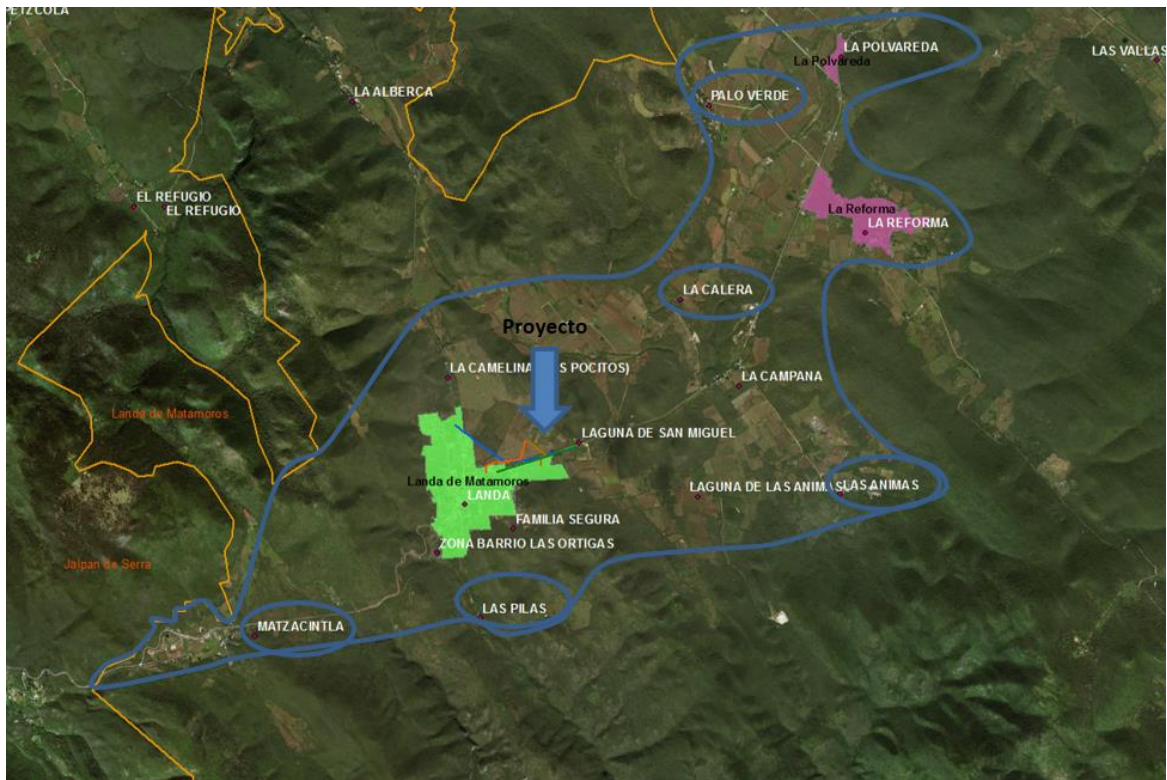 PETZCOLA
LA POLVAREDA
La Polvareda
LAS VALLAS
LA ALBERCA
PALO VERDE
EL REFUGIO
EL REFUGIO
La Reforma
LA REFORMA
LA CALERA
Proyecto
LA CAMELINA S POCITOS)
LA CAMPANA
Landa de Matamoros
LAGUNA DE SAN MIGUEL
Landa de Matamoros
LANDA
LAGUNA DE LAS ANIMAS
LAS ANIMAS
FAMILIA SEGURA
ZONA BARRIO LAS ORTIGAS
Jalpan de Serra
LAS PILAS
MATZACINTLA